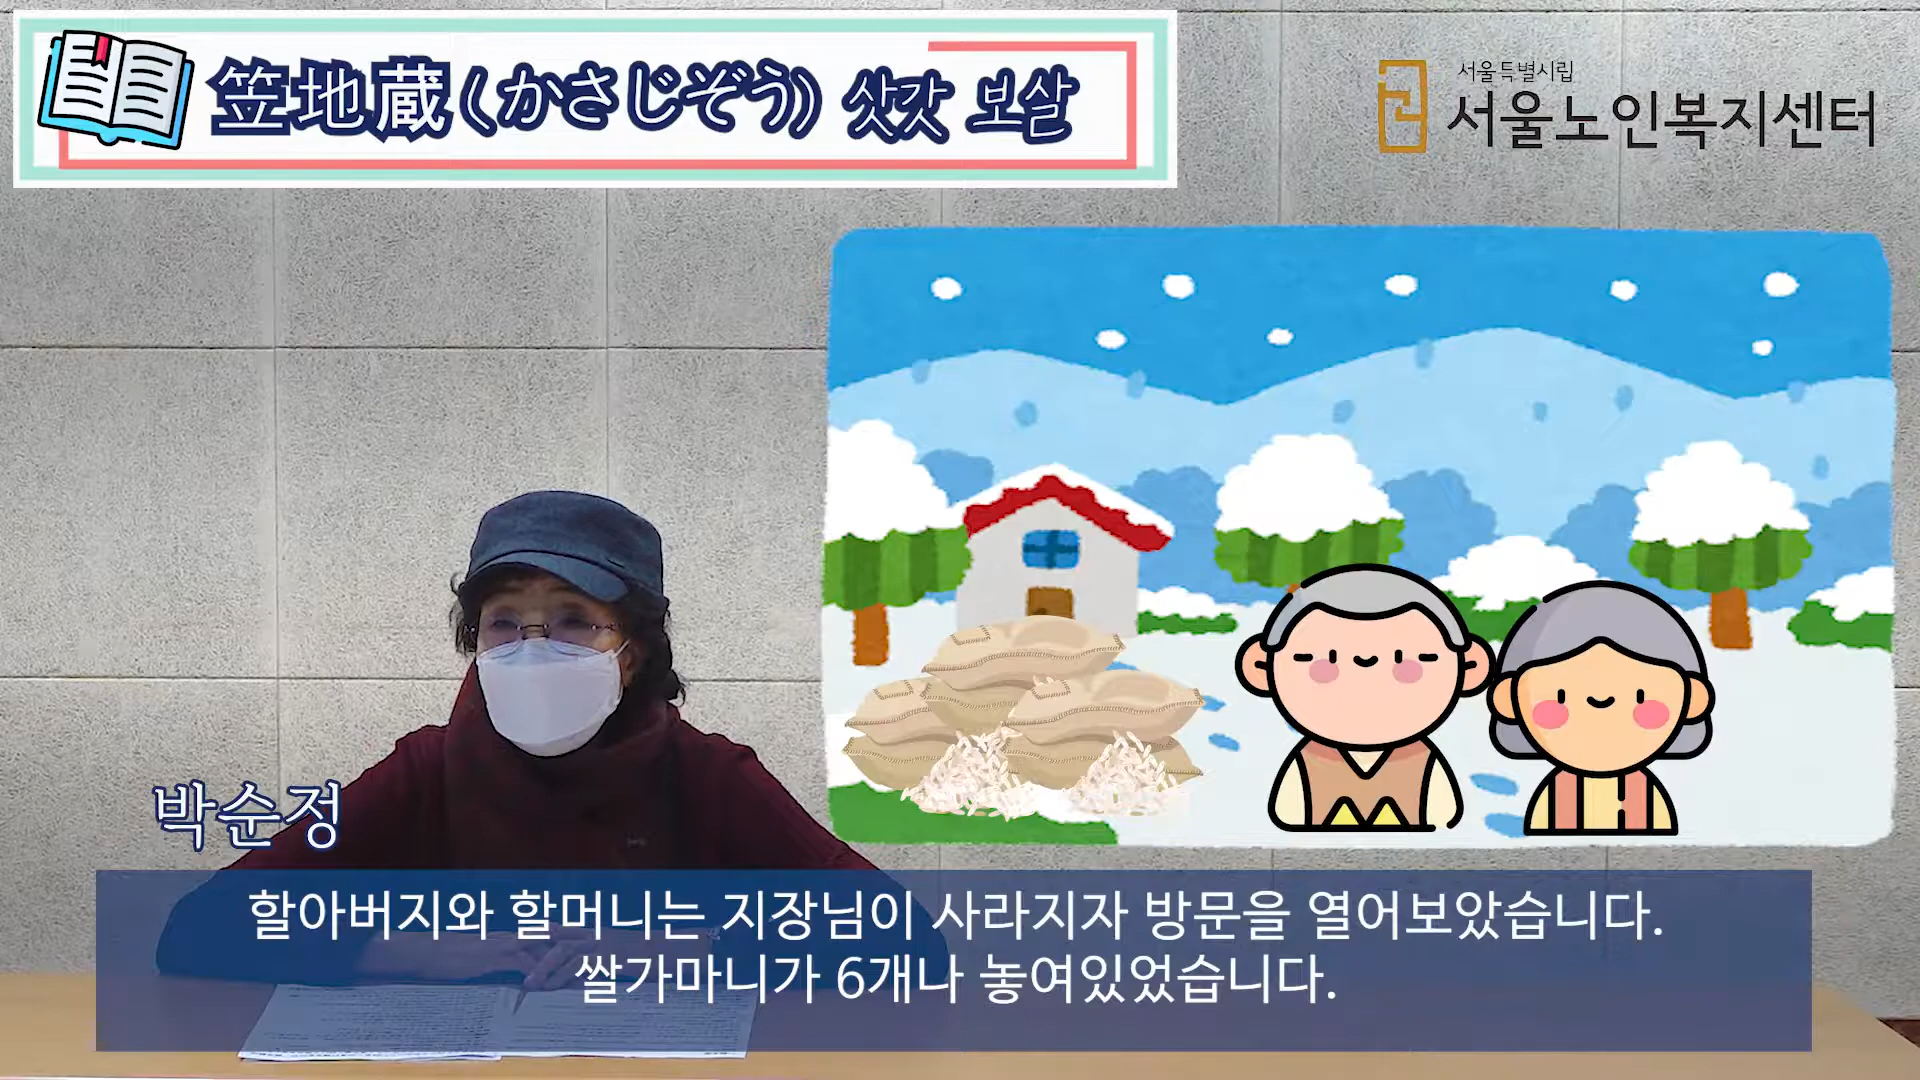 笠地蔵(かさじぞう) 삿갓 보살
서울특별시립
서울노인복지센터
박순정
할아버지와 할머니는 지장님이 사라지자 방문을 열어보았습니다.
쌀가마니가 6개나 놓여있었습니다.